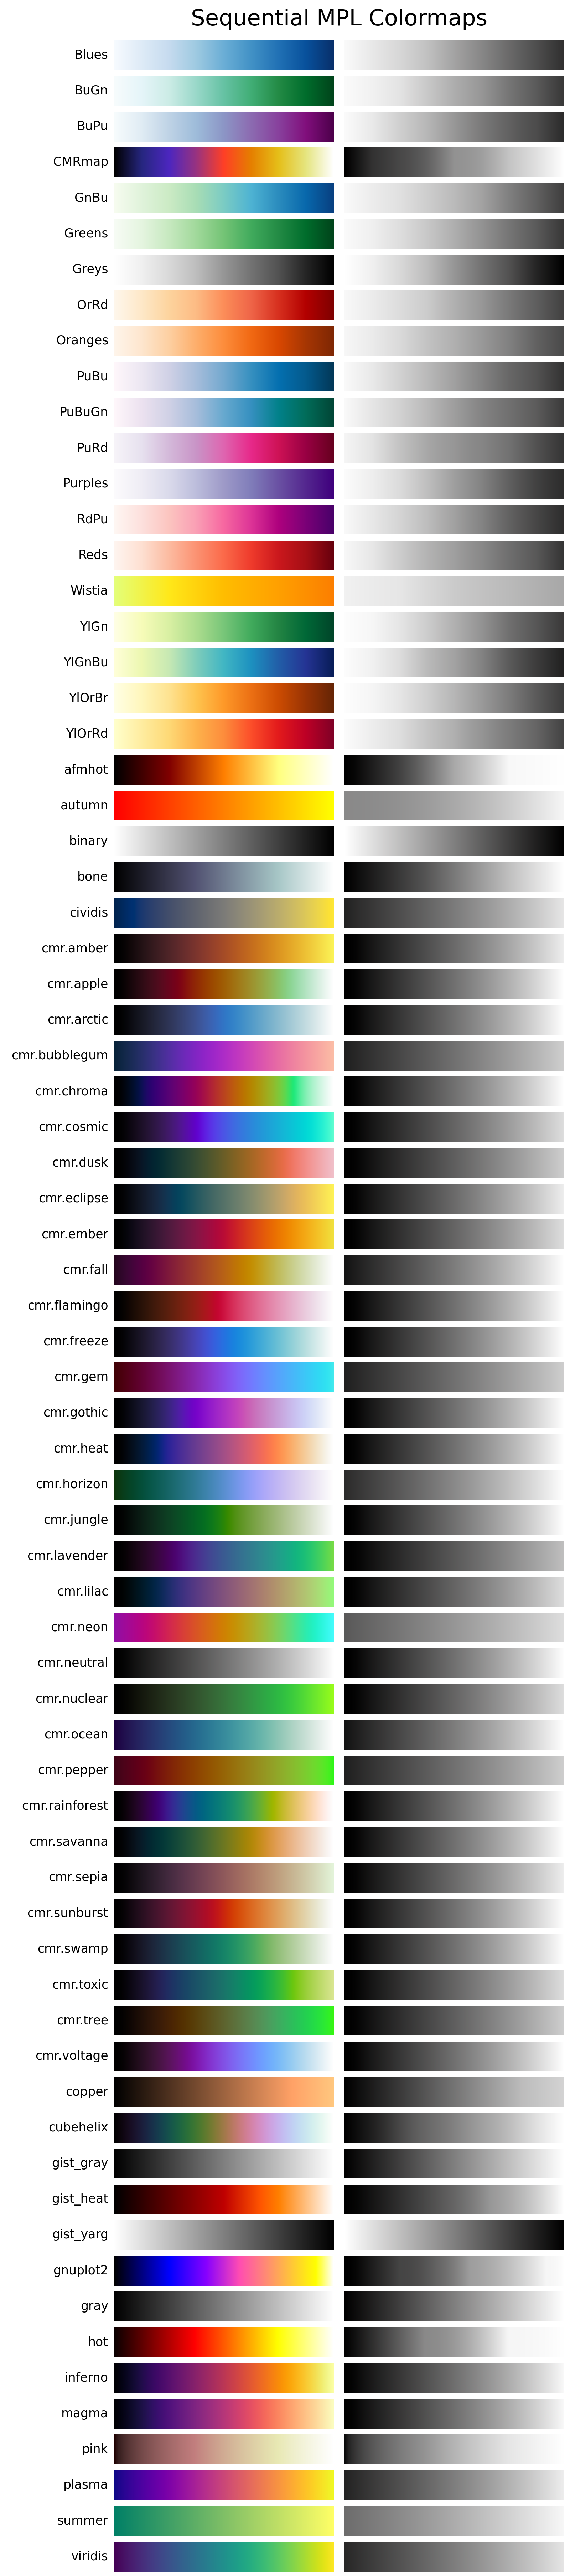 Sequential MPL Colormaps
Blues
BuGn
BuPu
CMRmap
GnBu
Greens
Greys
OrRd
Oranges
PuBu
PuBuGn
PuRd
Purples
RdPu
Reds
Wistia
YlGn
YlGnBu
YlOrBr
YlOrRd
afmhot
autumn
binary
bone
cividis
cmr.amber
cmr.apple
cmr.arctic
cmr.bubblegum
cmr.chroma
cmr.cosmic
cmr.dusk
cmr.eclipse
cmr.ember
cmr.fall
cmr.flamingo
cmr.freeze
cmr.gem
cmr.gothic
cmr.heat
cmr.horizon
cmr.jungle
cmr.lavender
cmr.lilac
cmr.neon
cmr.neutral
cmr.nuclear
cmr.ocean
cmr.pepper
cmr.rainforest
cmr.savanna
cmr.sepia
cmr.sunburst
cmr.swamp
cmr.toxic
cmr.tree
cmr.voltage
copper
cubehelix
gist_gray
gist_heat
gist_yarg
gnuplot2
gray
hot
inferno
magma
pink
plasma
summer
viridis